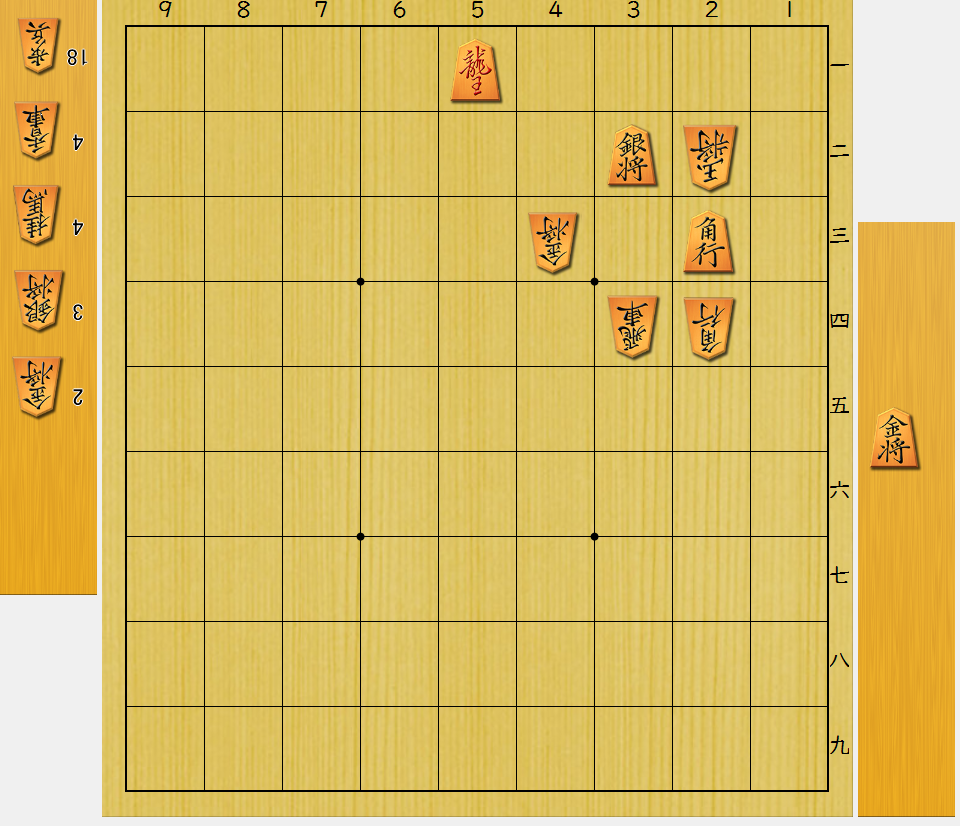 9 8 7 6 5 4 3 2 1
一
二
三
四
五
六
七
八
九
龍王
銀将
玉将
金将
角行
飛車
角行
歩兵 18
香車 4
桂馬 4
銀将 3
金将 2
金将